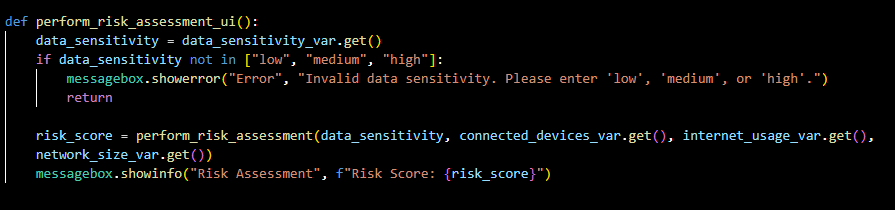 def perform_risk_assessment_ui():
    data_sensitivity = data_sensitivity_var.get()
    if data_sensitivity not in ["low", "medium", "high"]:
        messagebox.showerror("Error", "Invalid data sensitivity. Please enter 'low', 'medium', or 'high'.")
        return

    risk_score = perform_risk_assessment(data_sensitivity, connected_devices_var.get(), internet_usage_var.get(),
    network_size_var.get())
    messagebox.showinfo("Risk Assessment", f"Risk Score: {risk_score}")